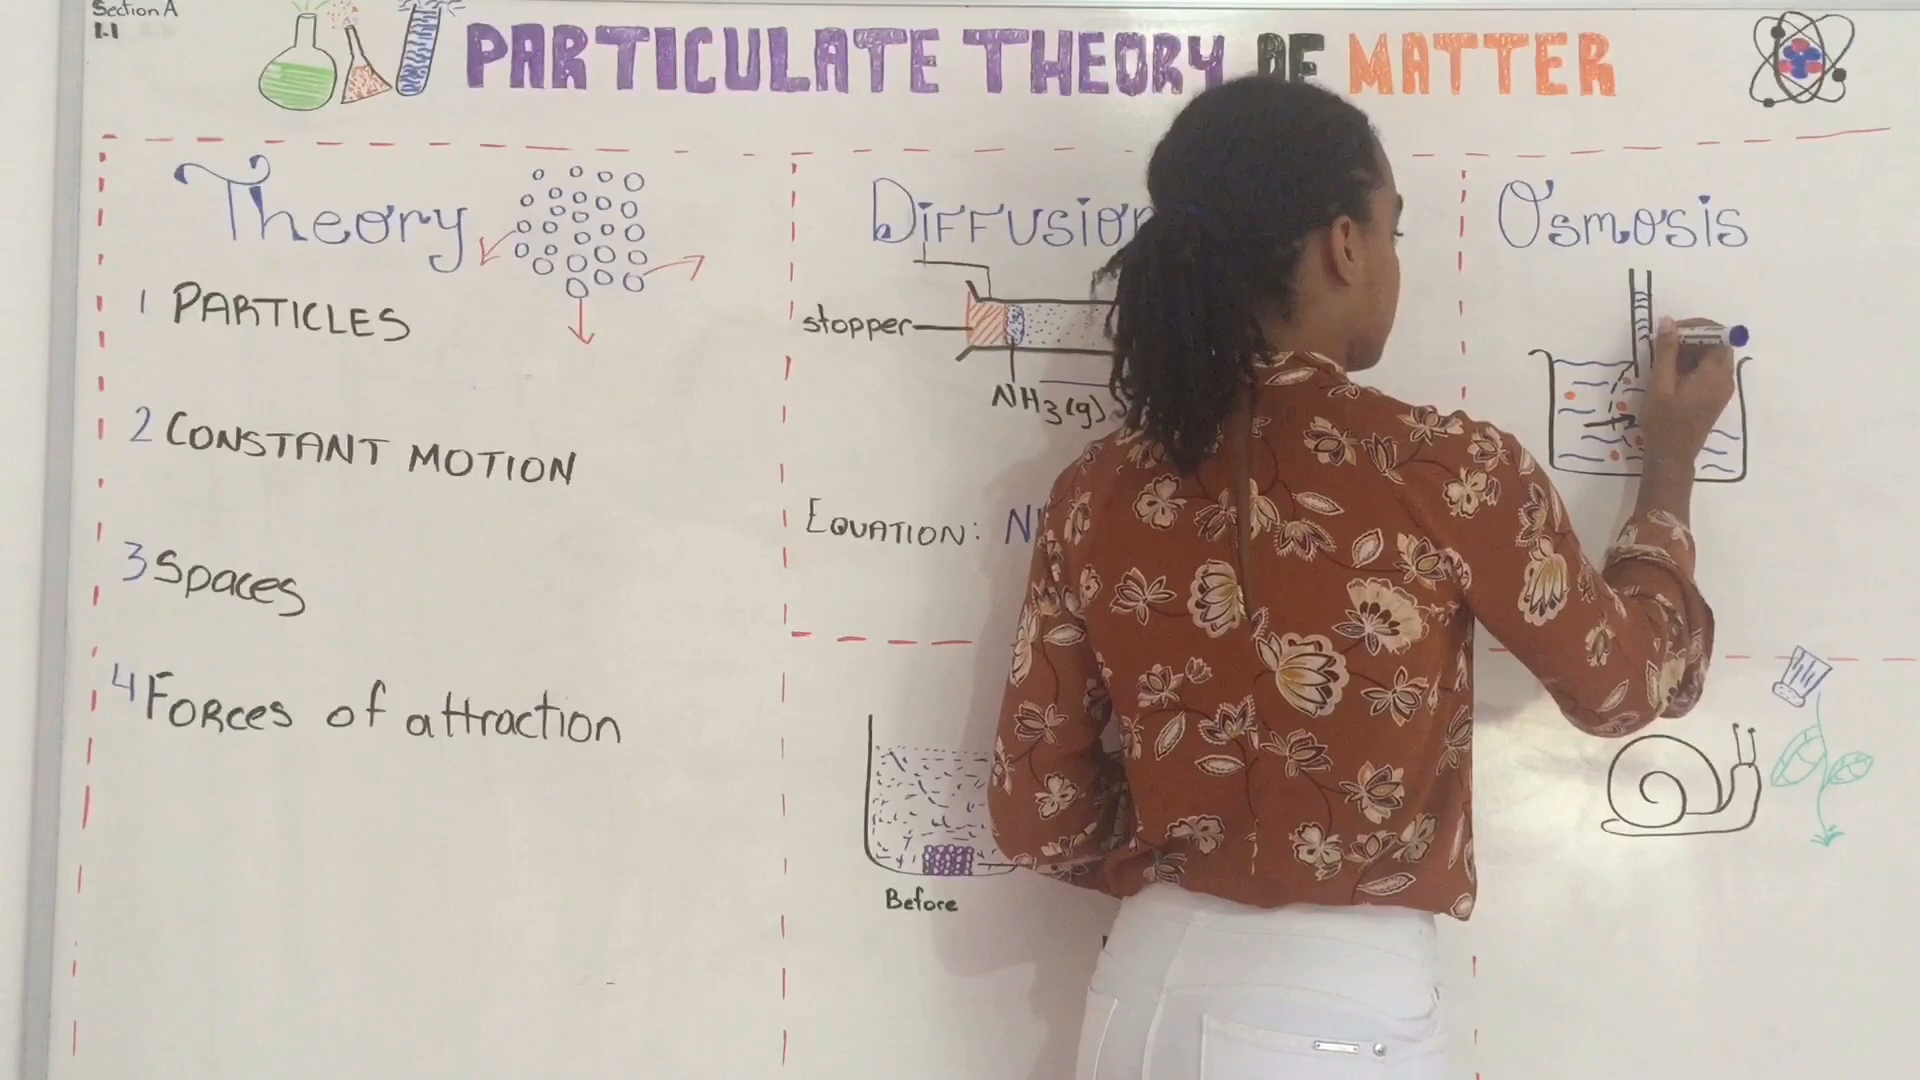 Section A
1.1
PARTICULATE THEORY OF MATTER
Theory
1 PARTICLES
2 CONSTANT MOTION
3 Spaces
4 Forces of attraction
Diffusion
stopper
NH3(g)
EQUATION:
Before
Osmosis